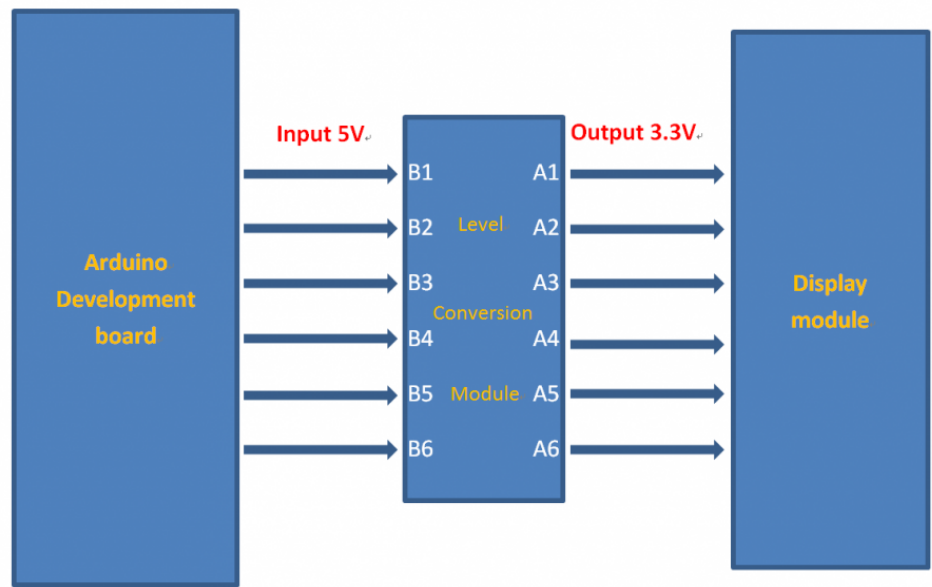 Input 5V
Output 3.3V
B1
A1
B2
Level
A2
Arduino
Development
board
B3
A3
Display
module
Conversion
B4
A4
B5
Module
A5
B6
A6